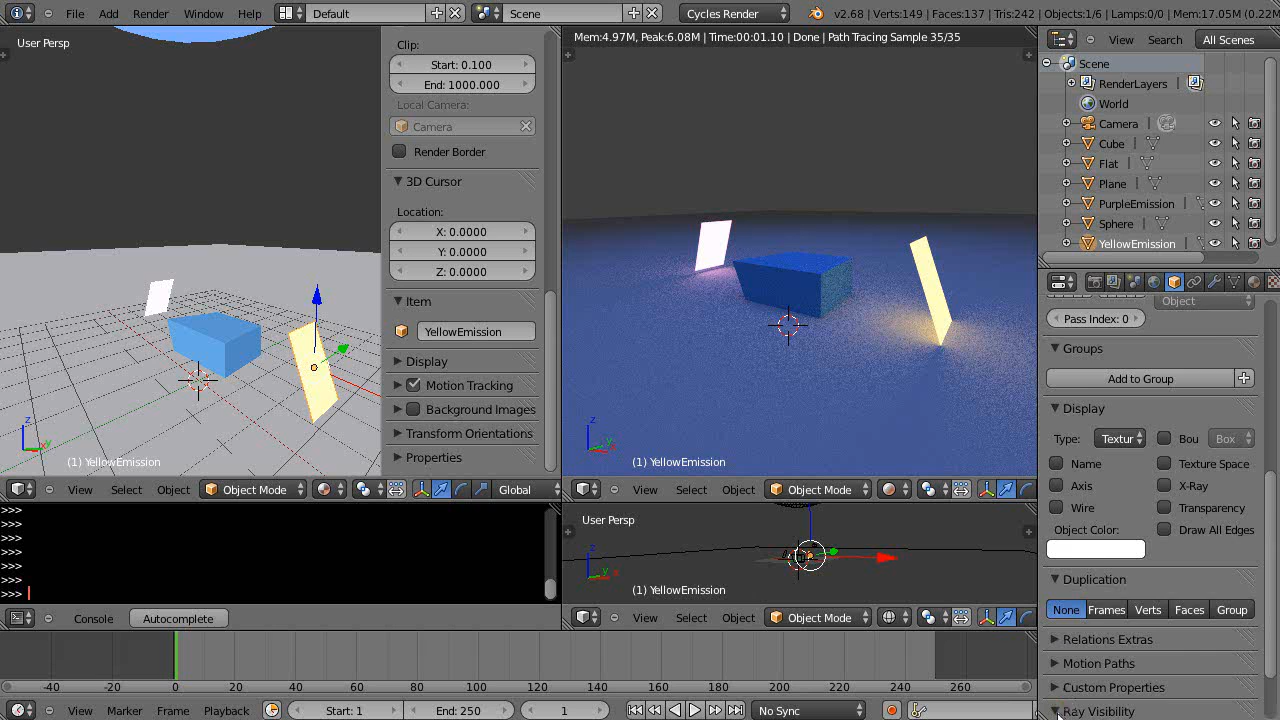 File Add Render Window Help Default Scene Cycles Render v2.68 | Verts:149 | Faces:137 | Tris:242 | Objects:1/6 | Lamps:0/0 | Mem:17.05M (0.22M
User Persp
Clip:
Start: 0.100
End: 1000.000
Local Camera:
Camera
Render Border
3D Cursor
Location:
X: 0.0000
Y: 0.0000
Z: 0.0000
Item
YellowEmission
Display
Motion Tracking
Background Images
Transform Orientations
Properties
z
(1) YellowEmission
View Select Object Object Mode Global
Mem:4.97M, Peak:6.08M | Time:00:01.10 | Done | Path Tracing Sample 35/35
z
y
(1) YellowEmission
View Select Object Object Mode
>>>
>>>
>>>
>>>
>>>
>>>
>>>
Console Autocomplete
User Persp
z
y
(1) YellowEmission
View Select Object Object Mode
-40 -20 0 20 40 60 80 100 120 140 160 180 200 220 240 260
View Marker Frame Playback Start: 1 End: 250 1 No Sync
View Search All Scenes
Scene
RenderLayers |
World
Camera |
Cube |
Flat |
Plane |
PurpleEmission |
Sphere |
YellowEmission |
Object
Pass Index: 0
Groups
Add to Group
Display
Type: Textur Bou Box
Name Texture Space
Axis X-Ray
Wire Transparency
Object Color: Draw All Edges
Duplication
None Frames Verts Faces Group
Relations Extras
Motion Paths
Custom Properties
Ray Visibility